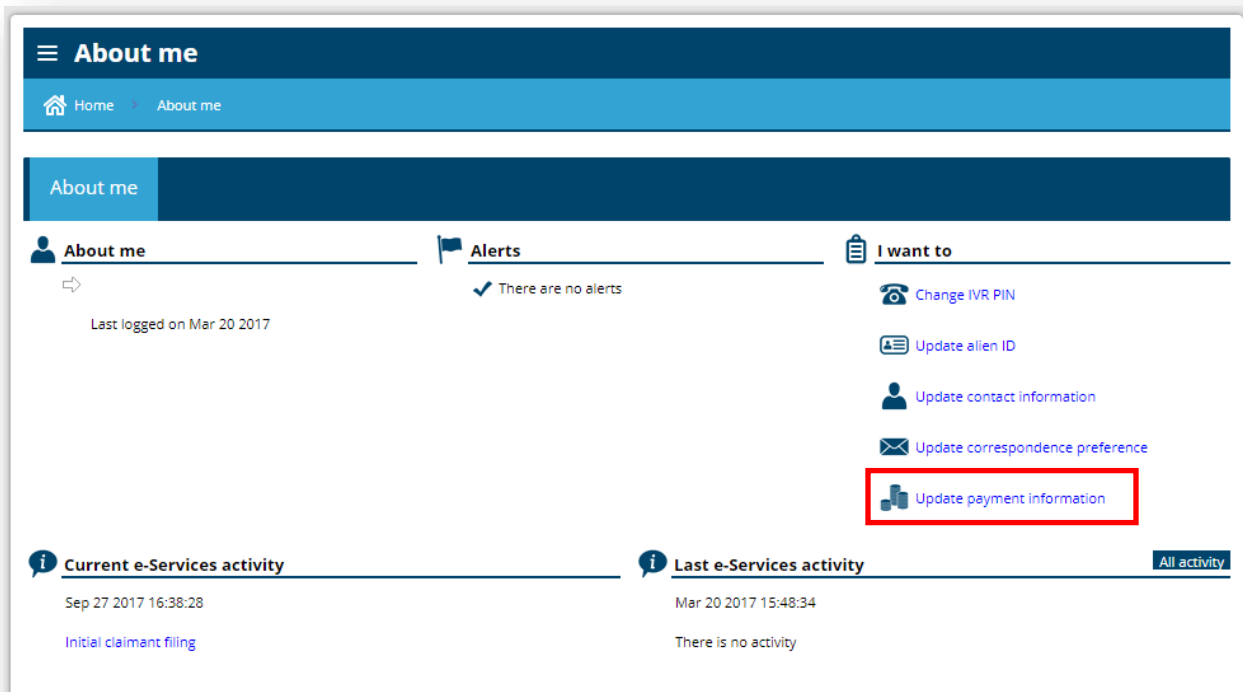 About me
Home > About me
About me
About me
Last logged on Mar 20 2017
Alerts
There are no alerts
I want to
Change IVR PIN
Update alien ID
Update contact information
Update correspondence preference
Update payment information
Current e-Services activity
Sep 27 2017 16:38:28
Initial claimant filing
Last e-Services activity
All activity
Mar 20 2017 15:48:34
There is no activity